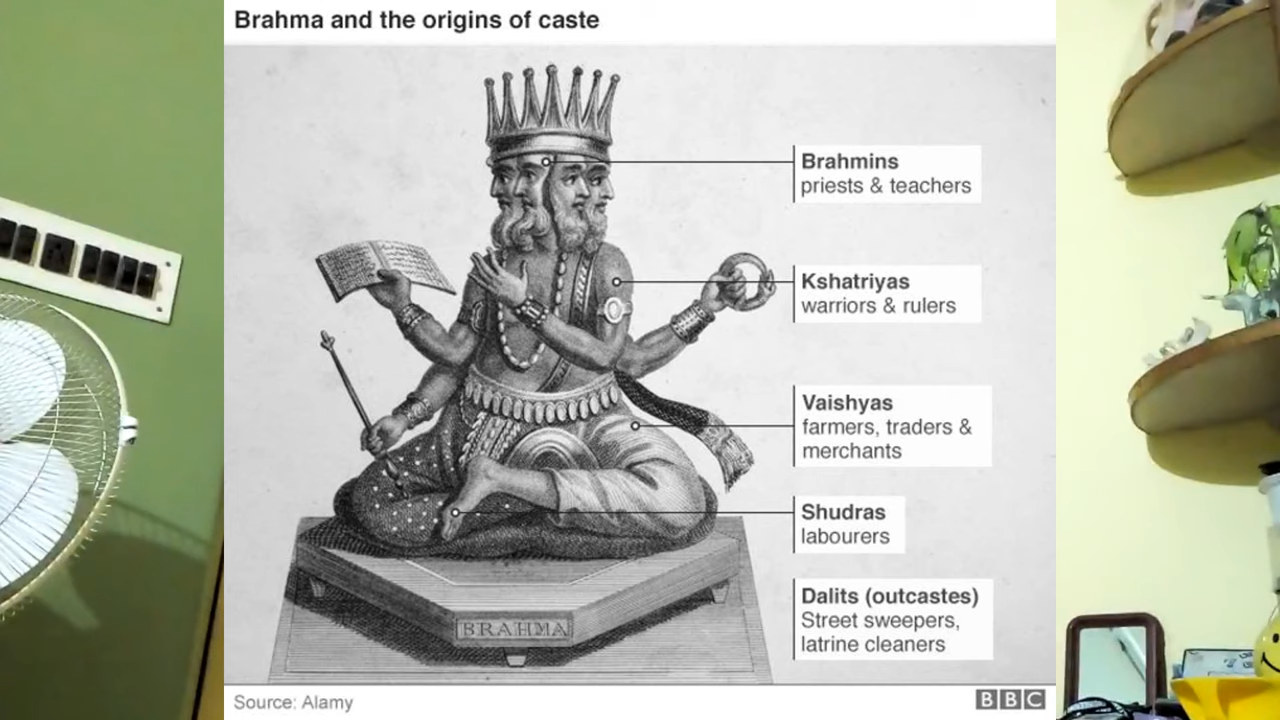 Brahma and the origins of caste
Brahmins
priests & teachers
Kshatriyas
warriors & rulers
Vaishyas
farmers, traders &
merchants
Shudras
labourers
Dalits (outcastes)
Street sweepers,
latrine cleaners
BRAHMA
Source: Alamy
BBC